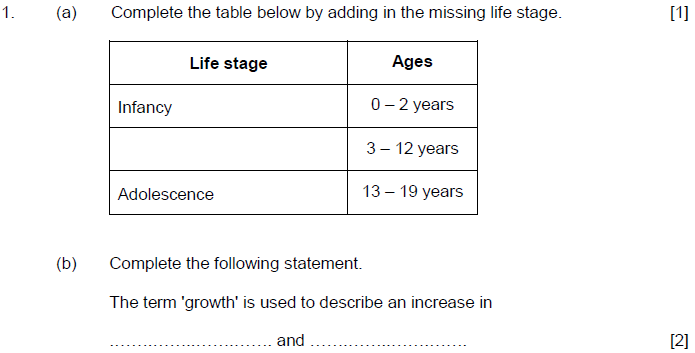 1. (a) Complete the table below by adding in the missing life stage. [1]
Life stage Ages
Infancy 0 – 2 years
3 – 12 years
Adolescence 13 – 19 years
(b) Complete the following statement.
The term 'growth' is used to describe an increase in
………………………… and ………………………… [2]